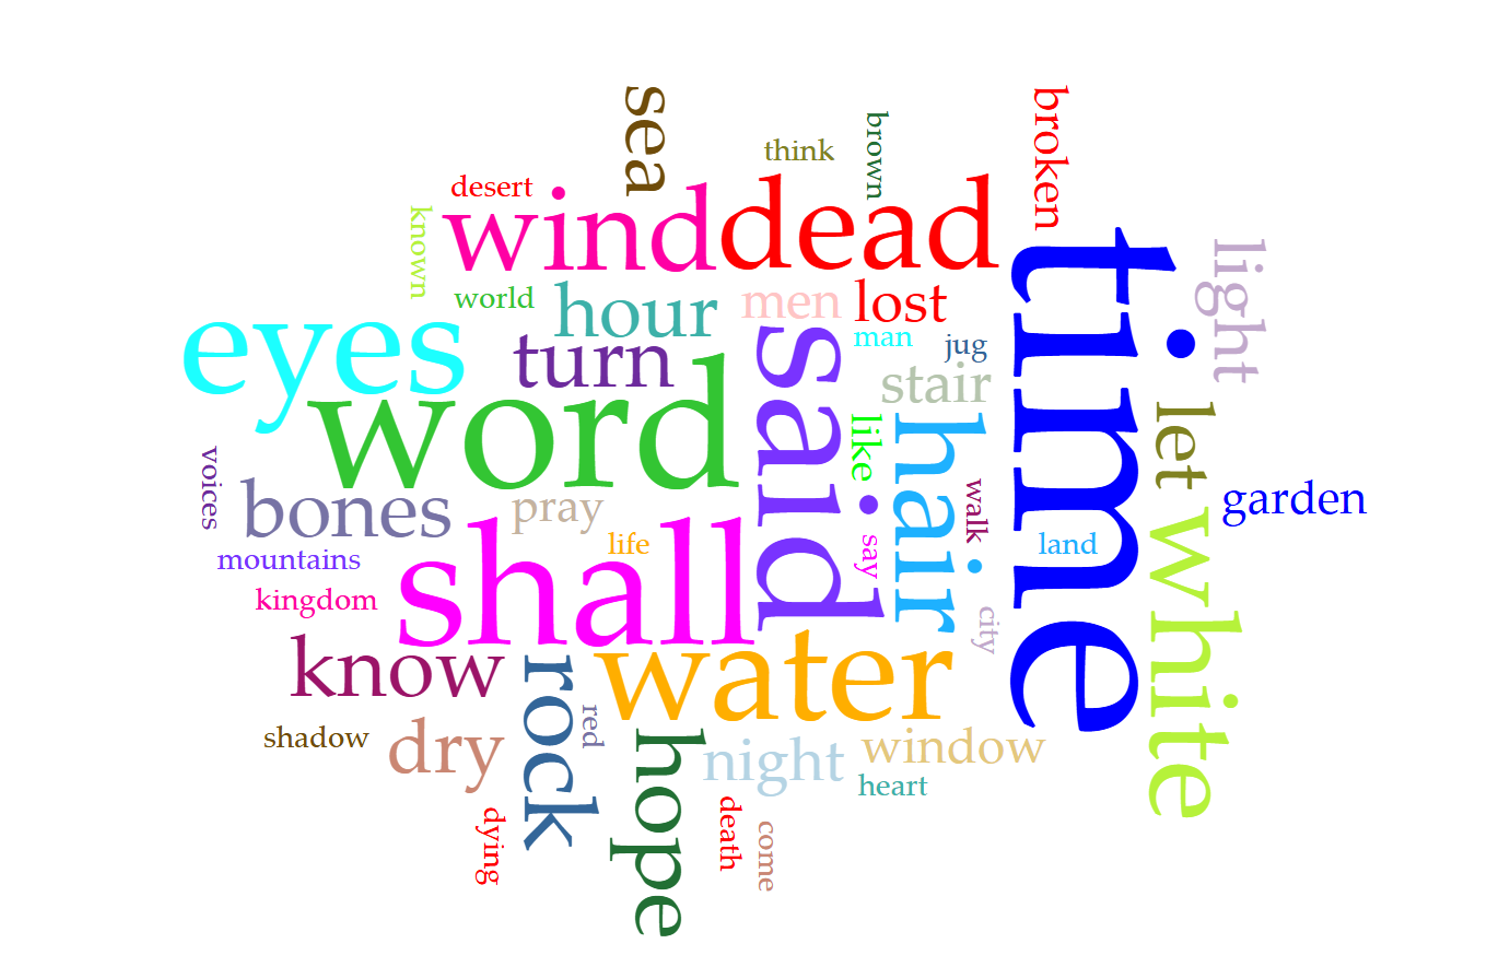 sea
broken
think
brown
desert
wind
dead
known
world
hour
men
lost
time
light
eyes
turn
said
man
jug
word
stair
let
like
hair
voices
bones
pray
walk
garden
white
mountains
life
say
land
kingdom
shall
city
know
rock
water
shadow
dry
red
hope
night
window
heart
dying
death
come